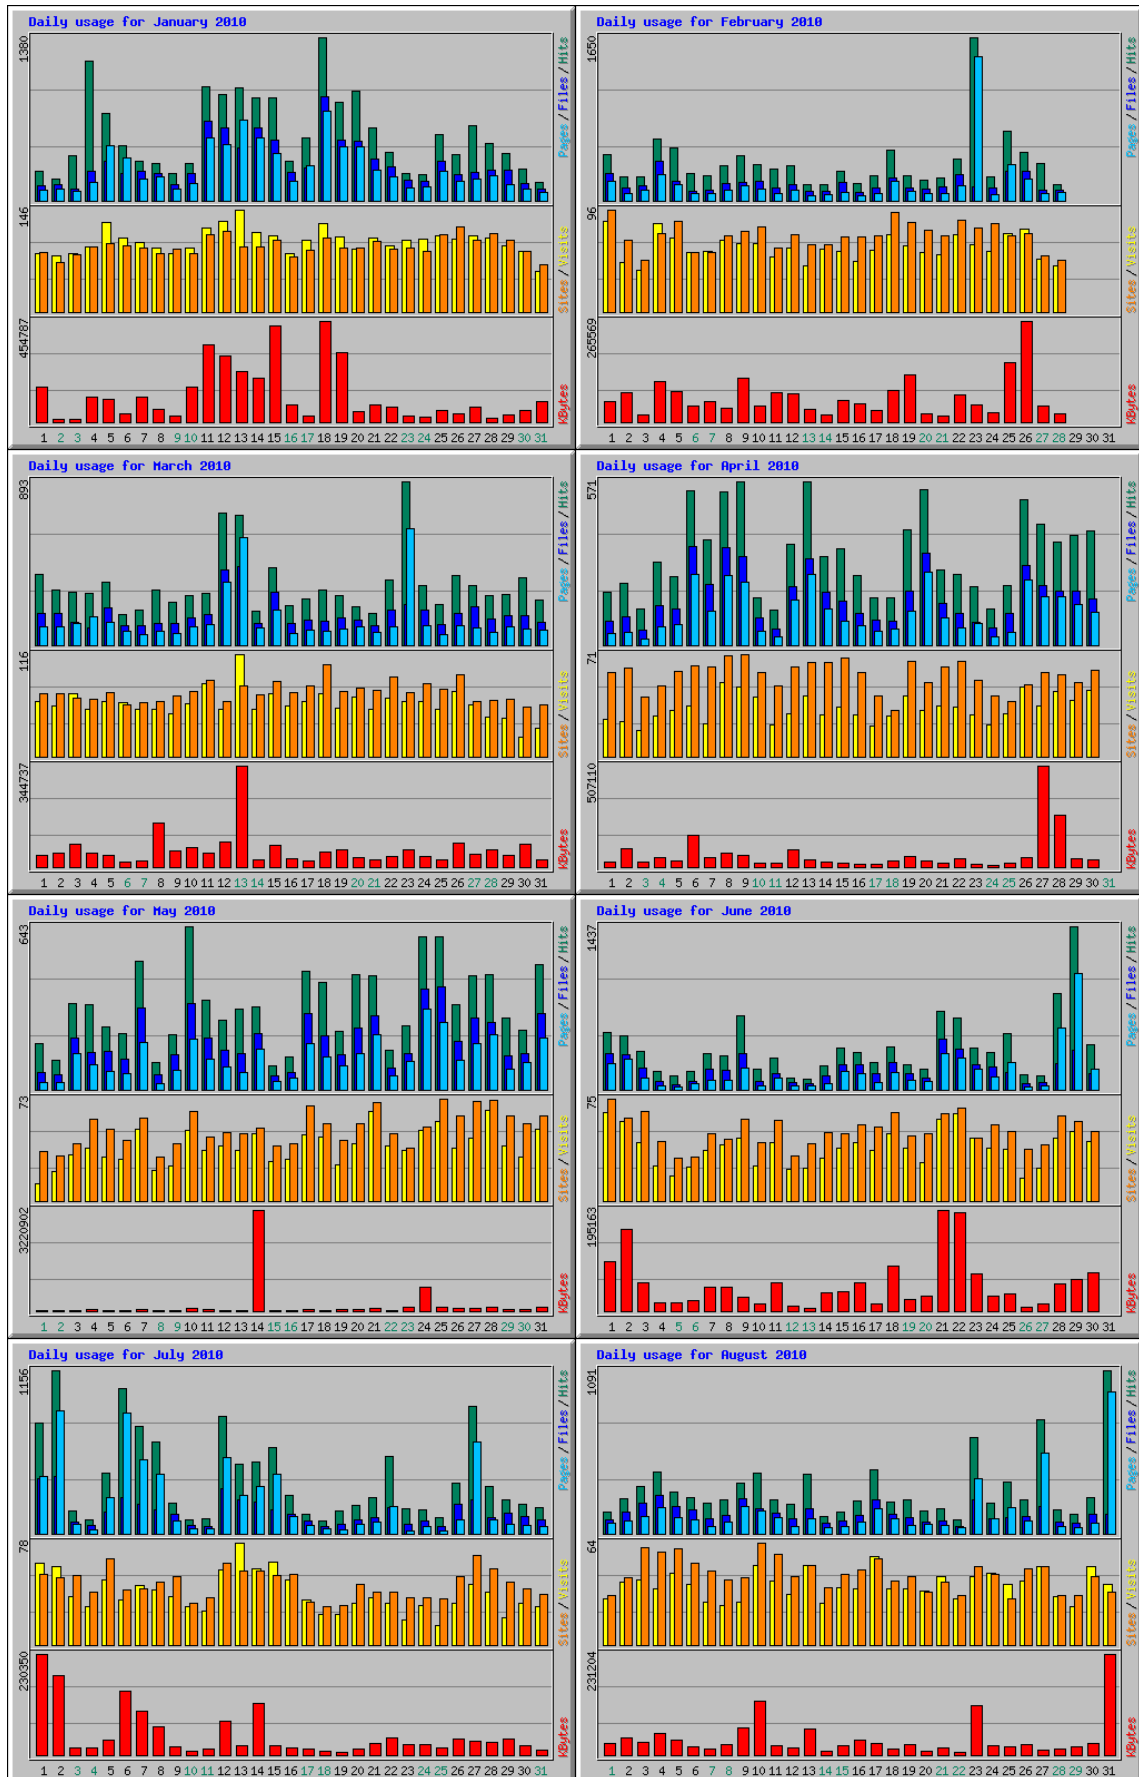 Daily usage for January 2010
1380
Pages / Files / Hits
146
Sites / Visits
454787
KBytes
1 2 3 4 5 6 7 8 9 10 11 12 13 14 15 16 17 18 19 20 21 22 23 24 25 26 27 28 29 30 31
Daily usage for February 2010
1650
Pages / Files / Hits
96
Sites / Visits
265569
KBytes
1 2 3 4 5 6 7 8 9 10 11 12 13 14 15 16 17 18 19 20 21 22 23 24 25 26 27 28 29 30 31
Daily usage for March 2010
893
Pages / Files / Hits
116
Sites / Visits
344737
KBytes
1 2 3 4 5 6 7 8 9 10 11 12 13 14 15 16 17 18 19 20 21 22 23 24 25 26 27 28 29 30 31
Daily usage for April 2010
571
Pages / Files / Hits
71
Sites / Visits
507110
KBytes
1 2 3 4 5 6 7 8 9 10 11 12 13 14 15 16 17 18 19 20 21 22 23 24 25 26 27 28 29 30 31
Daily usage for May 2010
643
Pages / Files / Hits
73
Sites / Visits
3220902
KBytes
1 2 3 4 5 6 7 8 9 10 11 12 13 14 15 16 17 18 19 20 21 22 23 24 25 26 27 28 29 30 31
Daily usage for June 2010
1437
Pages / Files / Hits
75
Sites / Visits
195163
KBytes
1 2 3 4 5 6 7 8 9 10 11 12 13 14 15 16 17 18 19 20 21 22 23 24 25 26 27 28 29 30 31
Daily usage for July 2010
1156
Pages / Files / Hits
78
Sites / Visits
230350
KBytes
1 2 3 4 5 6 7 8 9 10 11 12 13 14 15 16 17 18 19 20 21 22 23 24 25 26 27 28 29 30 31
Daily usage for August 2010
1091
Pages / Files / Hits
64
Sites / Visits
231204
KBytes
1 2 3 4 5 6 7 8 9 10 11 12 13 14 15 16 17 18 19 20 21 22 23 24 25 26 27 28 29 30 31